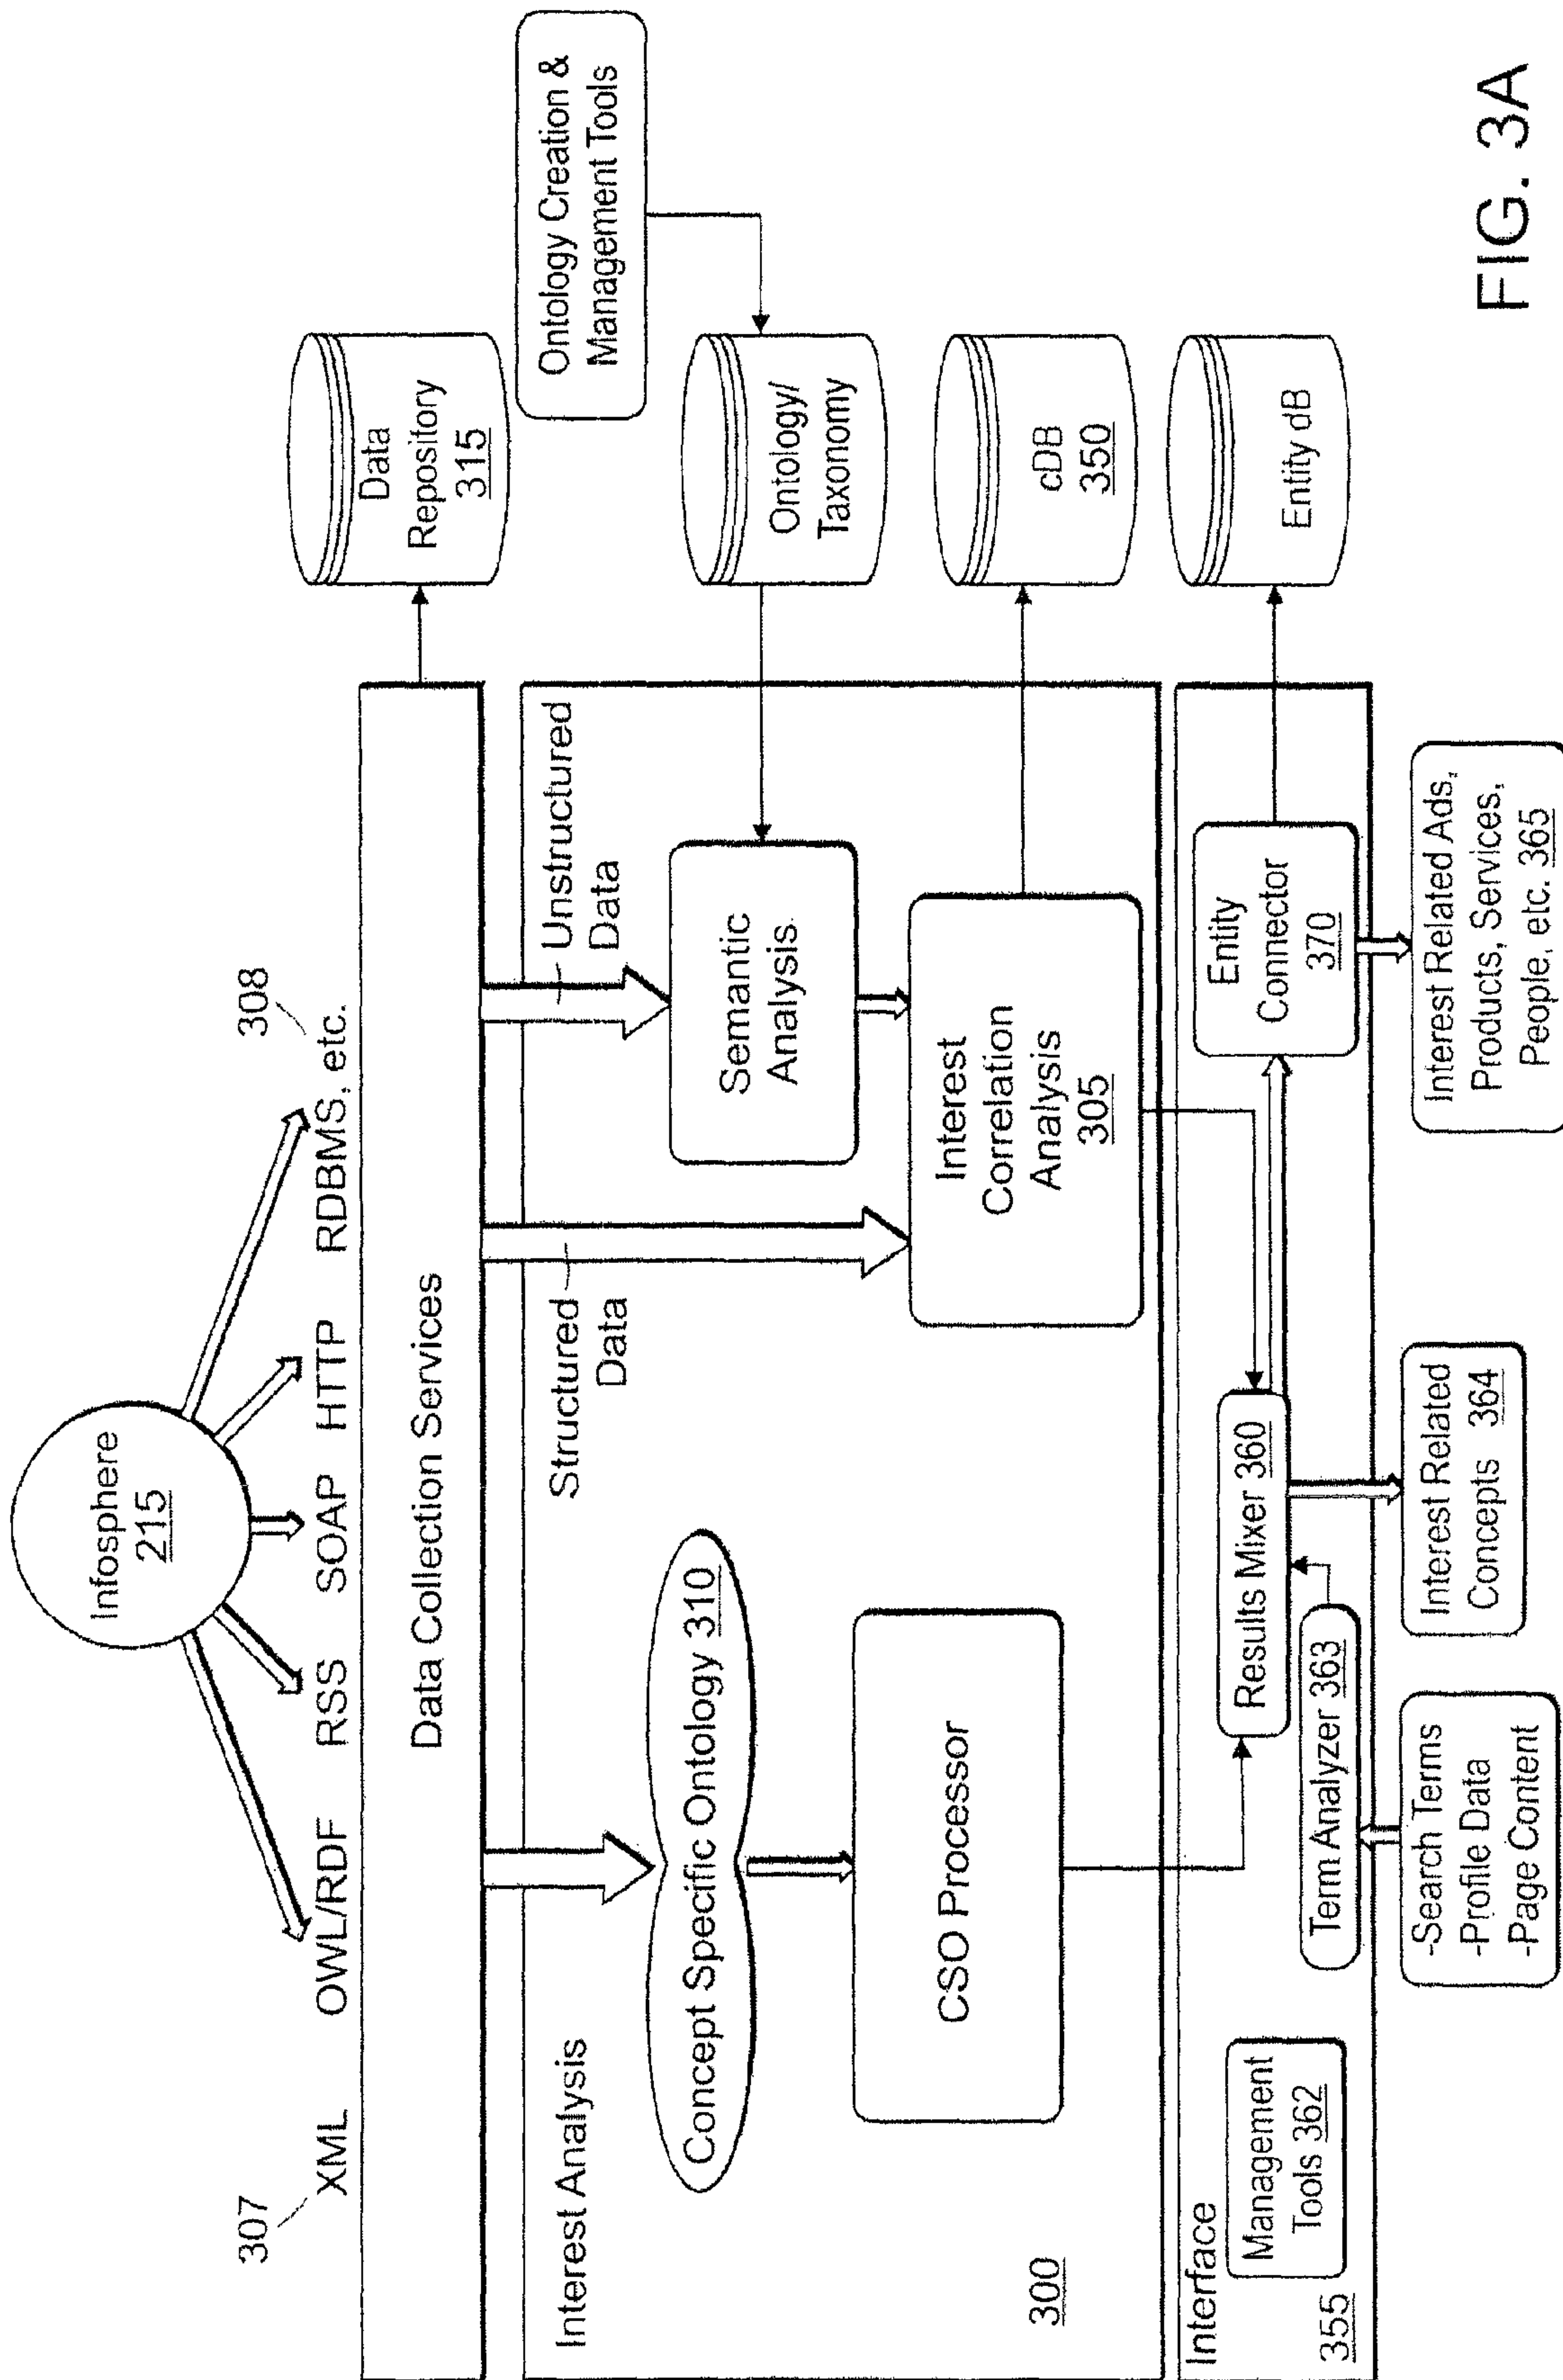 Infosphere
215
307
308
XML
OWL/RDF
RSS
SOAP
HTTP
RDBMS, etc.
Data Collection Services
Data
Repository
315
Ontology Creation &
Management Tools
Interest Analysis
Structured
Data
Unstructured
Data
Concept Specific Ontology 310
Semantic
Analysis
Ontology/
Taxonomy
CSO Processor
Interest
Correlation
Analysis
305
cDB
350
300
Interface
355
Management
Tools 362
Results Mixer 360
Term Analyzer 363
Entity
Connector
370
Entity dB
-Search Terms
-Profile Data
-Page Content
Interest Related
Concepts 364
Interest Related Ads,
Products, Services,
People, etc. 365
FIG. 3A